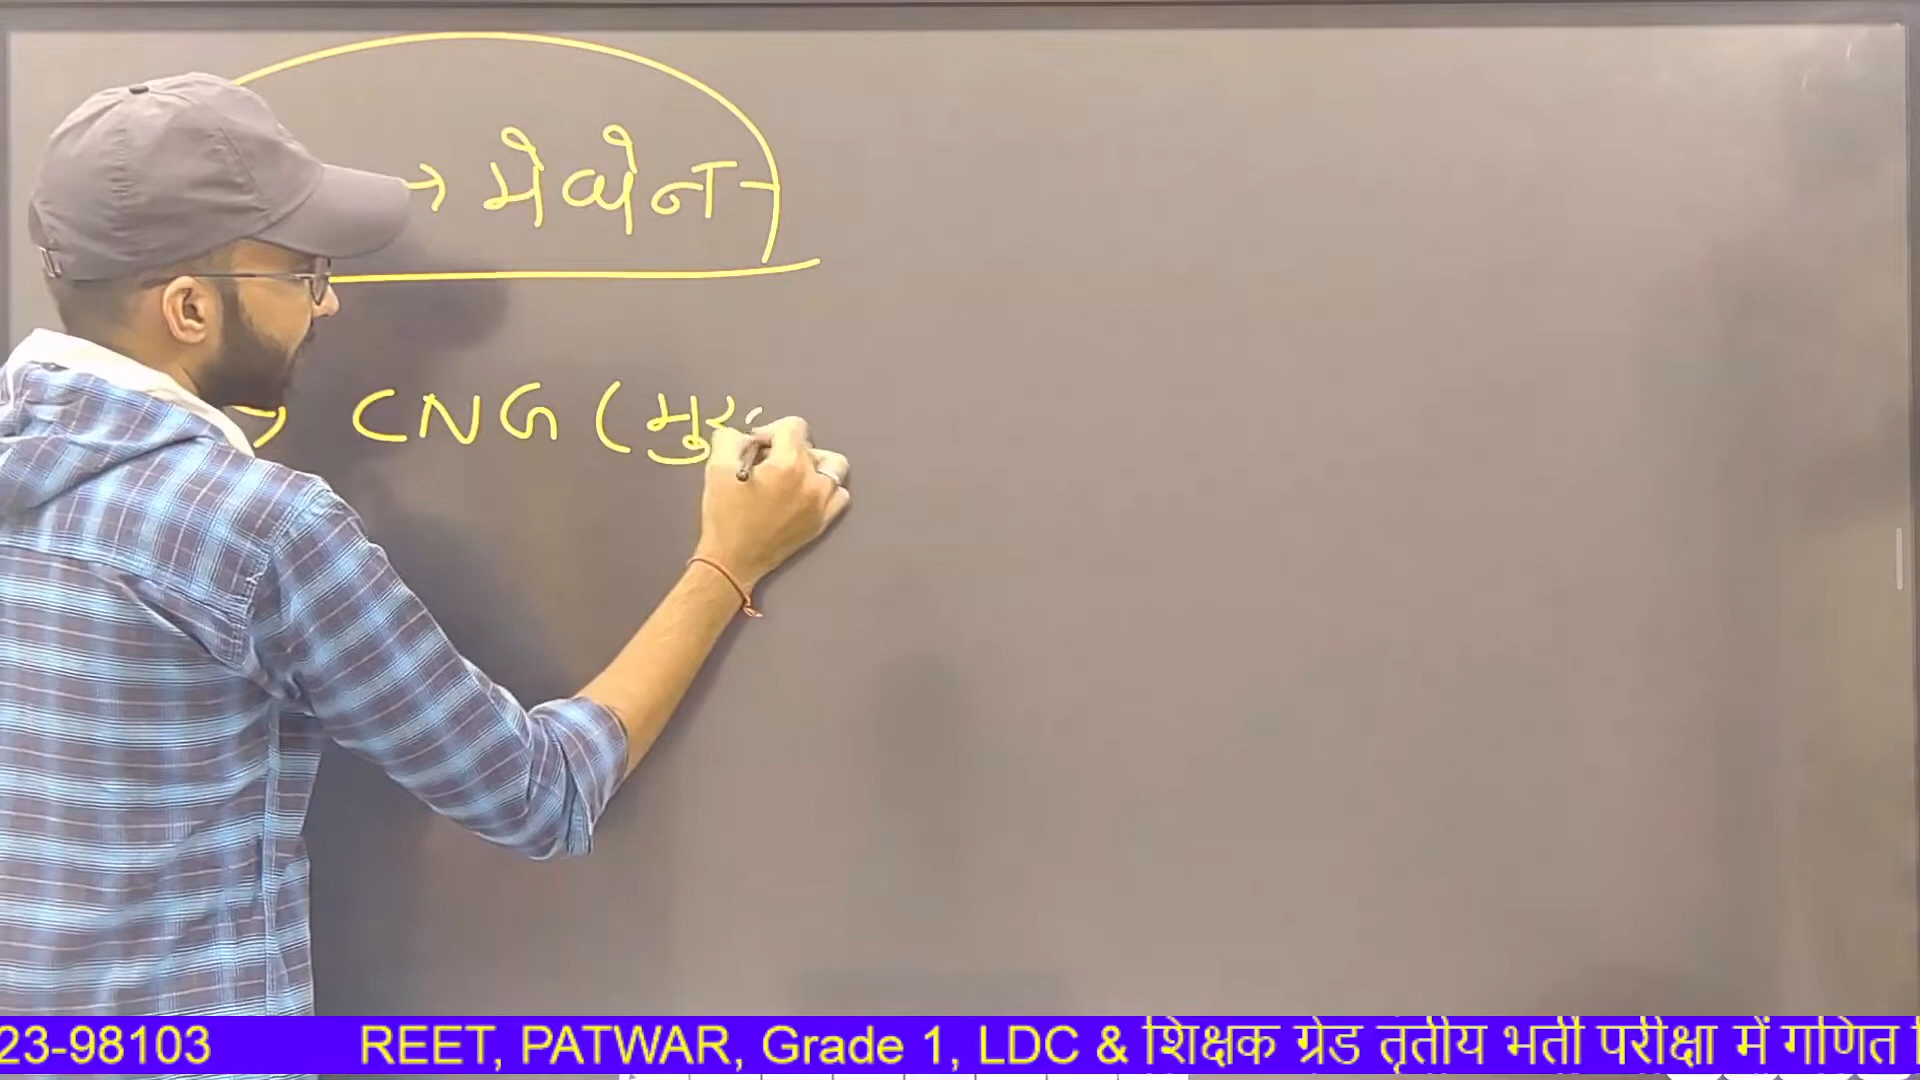 → मेथेन
→ CNG (मु
23-98103 REET, PATWAR, Grade 1, LDC & शिक्षक ग्रेड तृतीय भर्ती परीक्षा में गणित